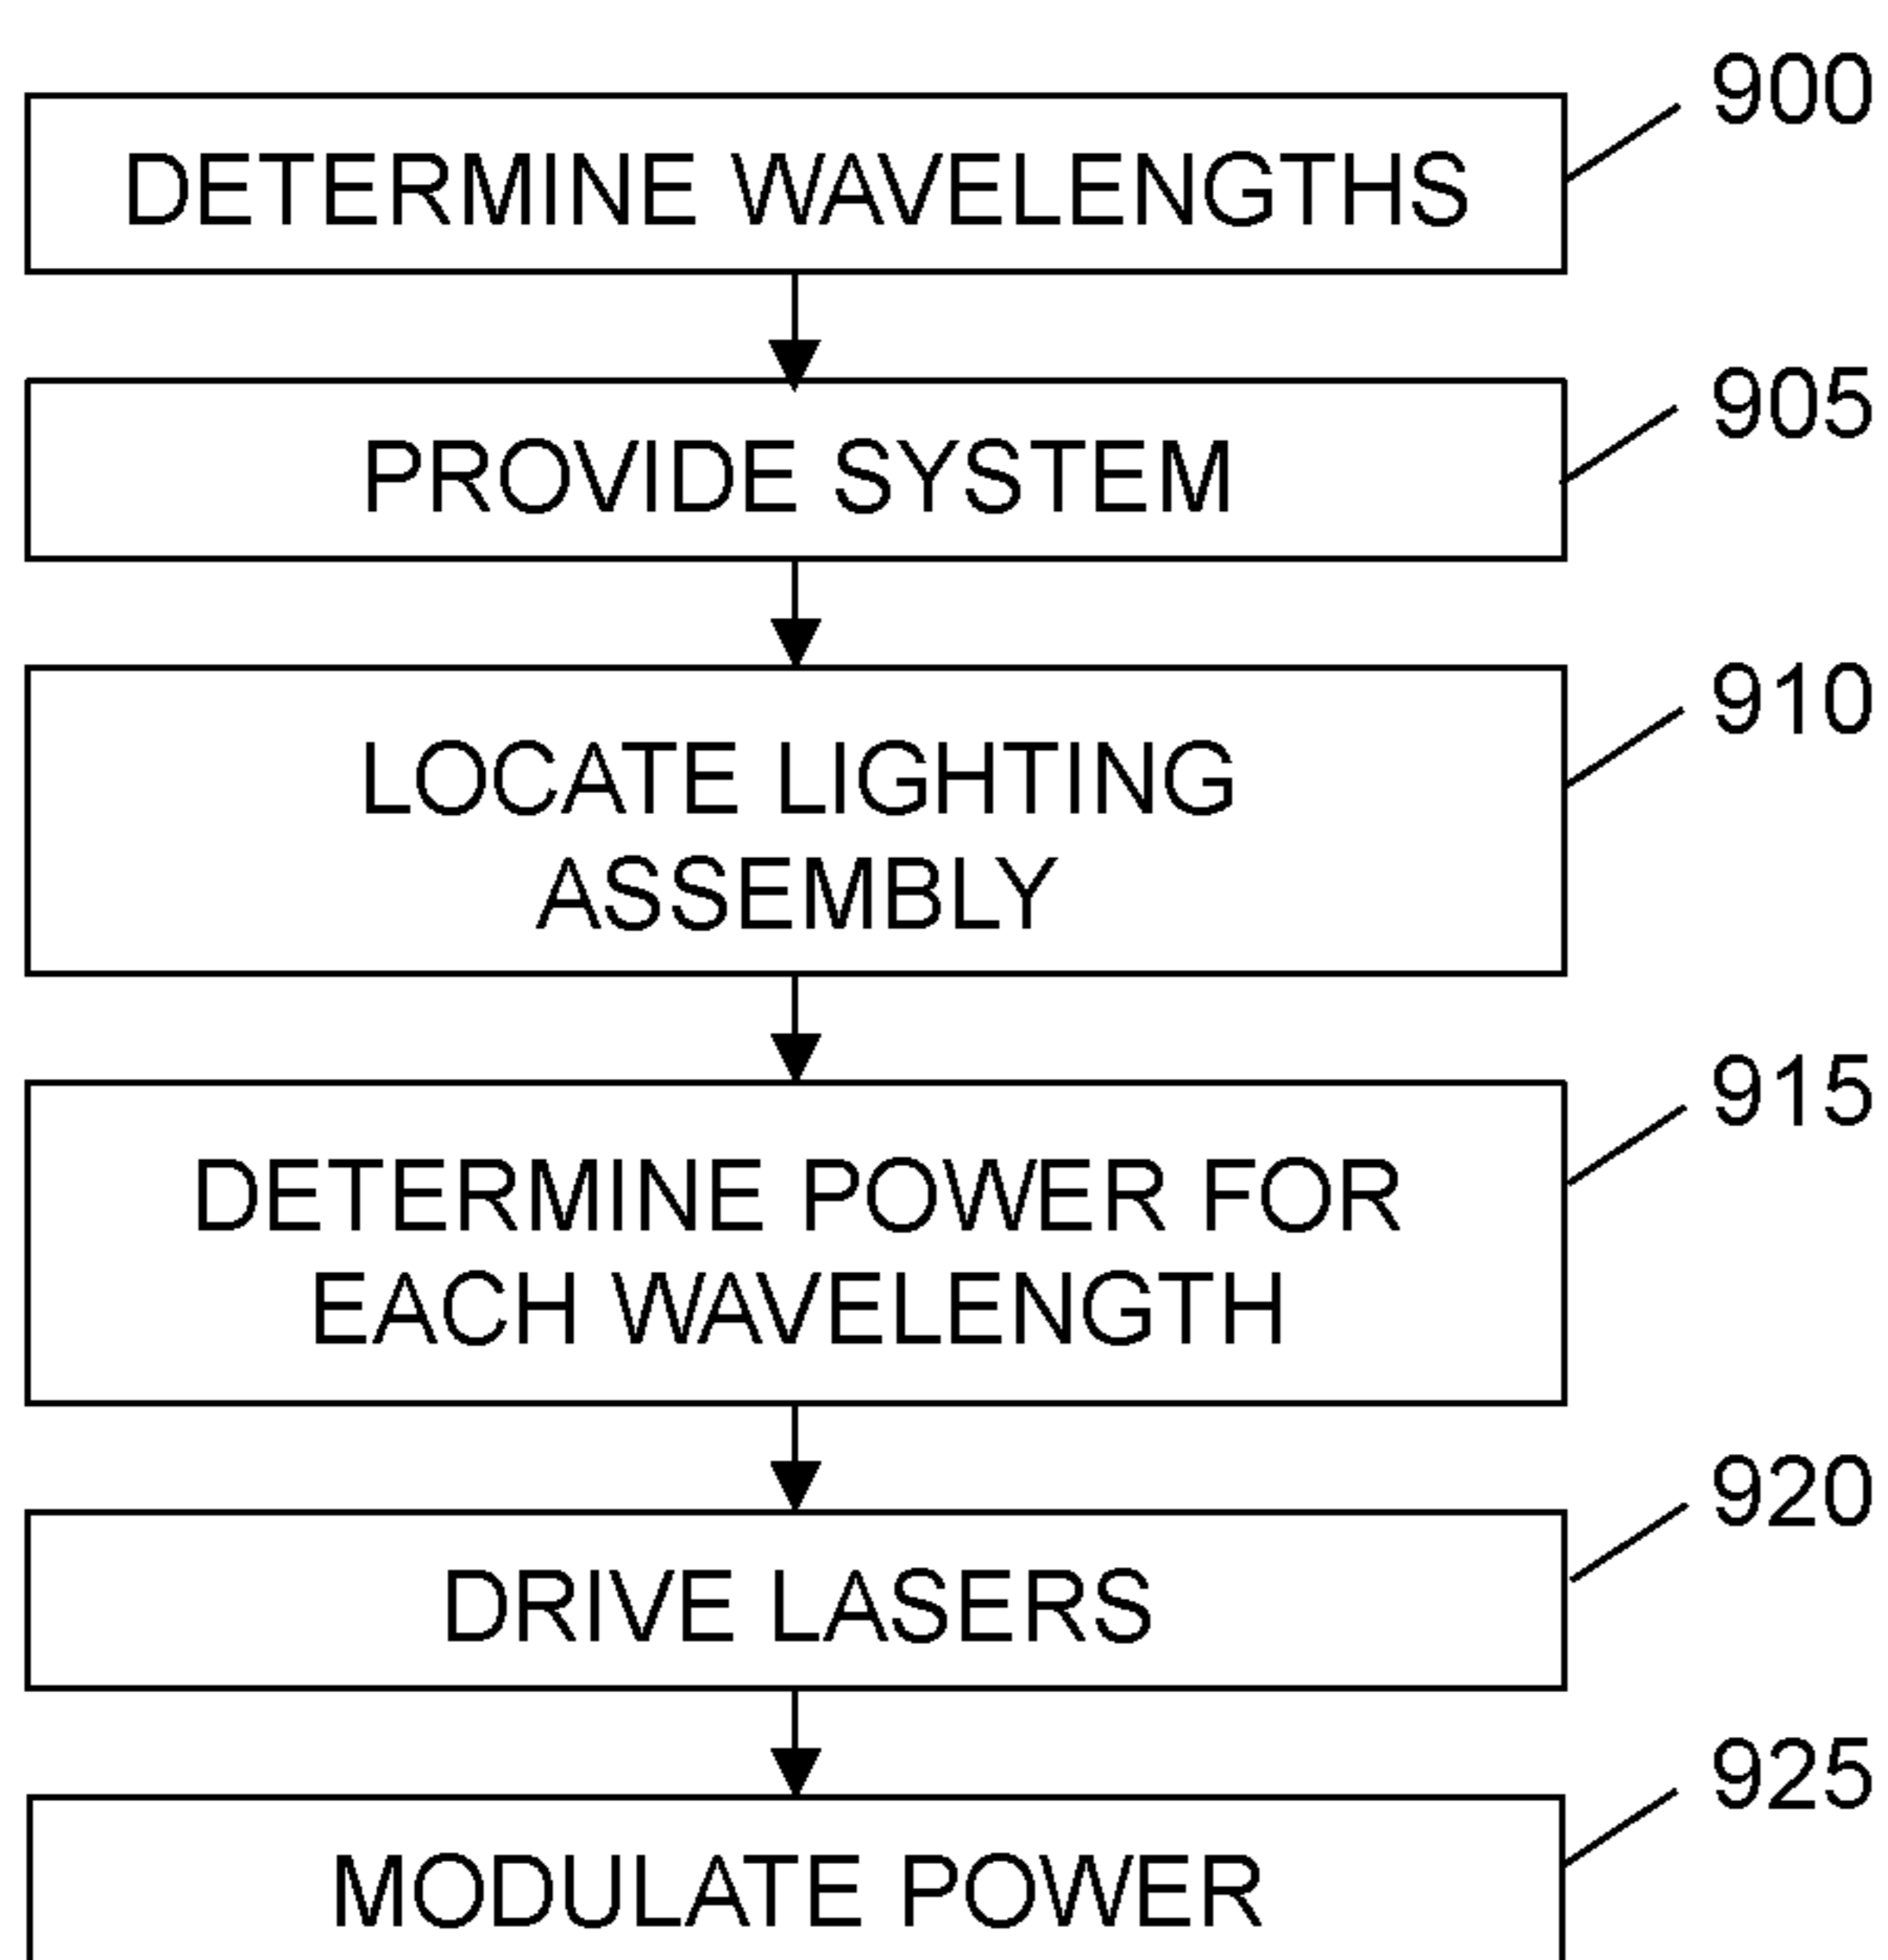 900
DETERMINE WAVELENGTHS
905
PROVIDE SYSTEM
910
LOCATE LIGHTING
ASSEMBLY
915
DETERMINE POWER FOR
EACH WAVELENGTH
920
DRIVE LASERS
925
MODULATE POWER